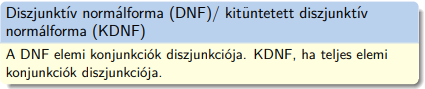 Diszjunktív normálforma (DNF)/ kitüntetett diszjunktív
normálforma (KDNF)
A DNF elemi konjunkciók diszjunkciója. KDNF, ha teljes elemi
konjunkciók diszjunkciója.